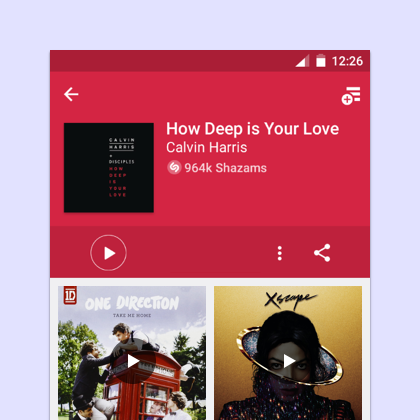 12:26
How Deep is Your Love
Calvin Harris
964k Shazams
CALVIN
HARRIS
+
DISCIPLES
HOW
DEEP
IS
YOUR
LOVE
1D
ONE DIRECTION
TAKE ME HOME
Xscape